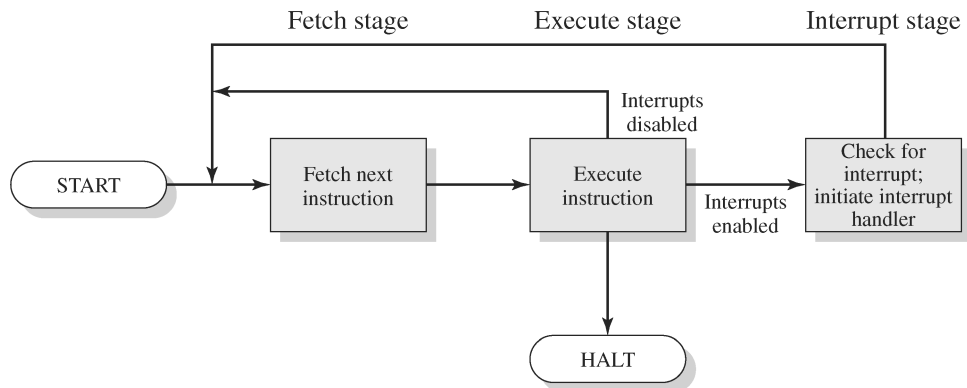 Fetch stage
Execute stage
Interrupt stage
Interrupts
disabled
START
Fetch next
instruction
Execute
instruction
Interrupts
enabled
Check for
interrupt;
initiate interrupt
handler
HALT